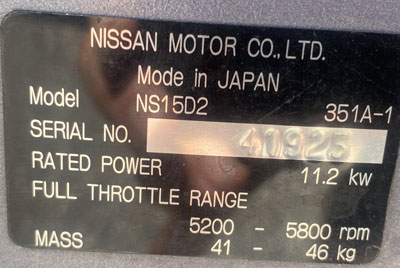 NISSAN MOTOR CO., LTD.
Made in JAPAN
Model NS15D2 351A-1
SERIAL NO. 40925
RATED POWER 11.2 kw
FULL THROTTLE RANGE
5200 - 5800 rpm
MASS 41 - 46 kg